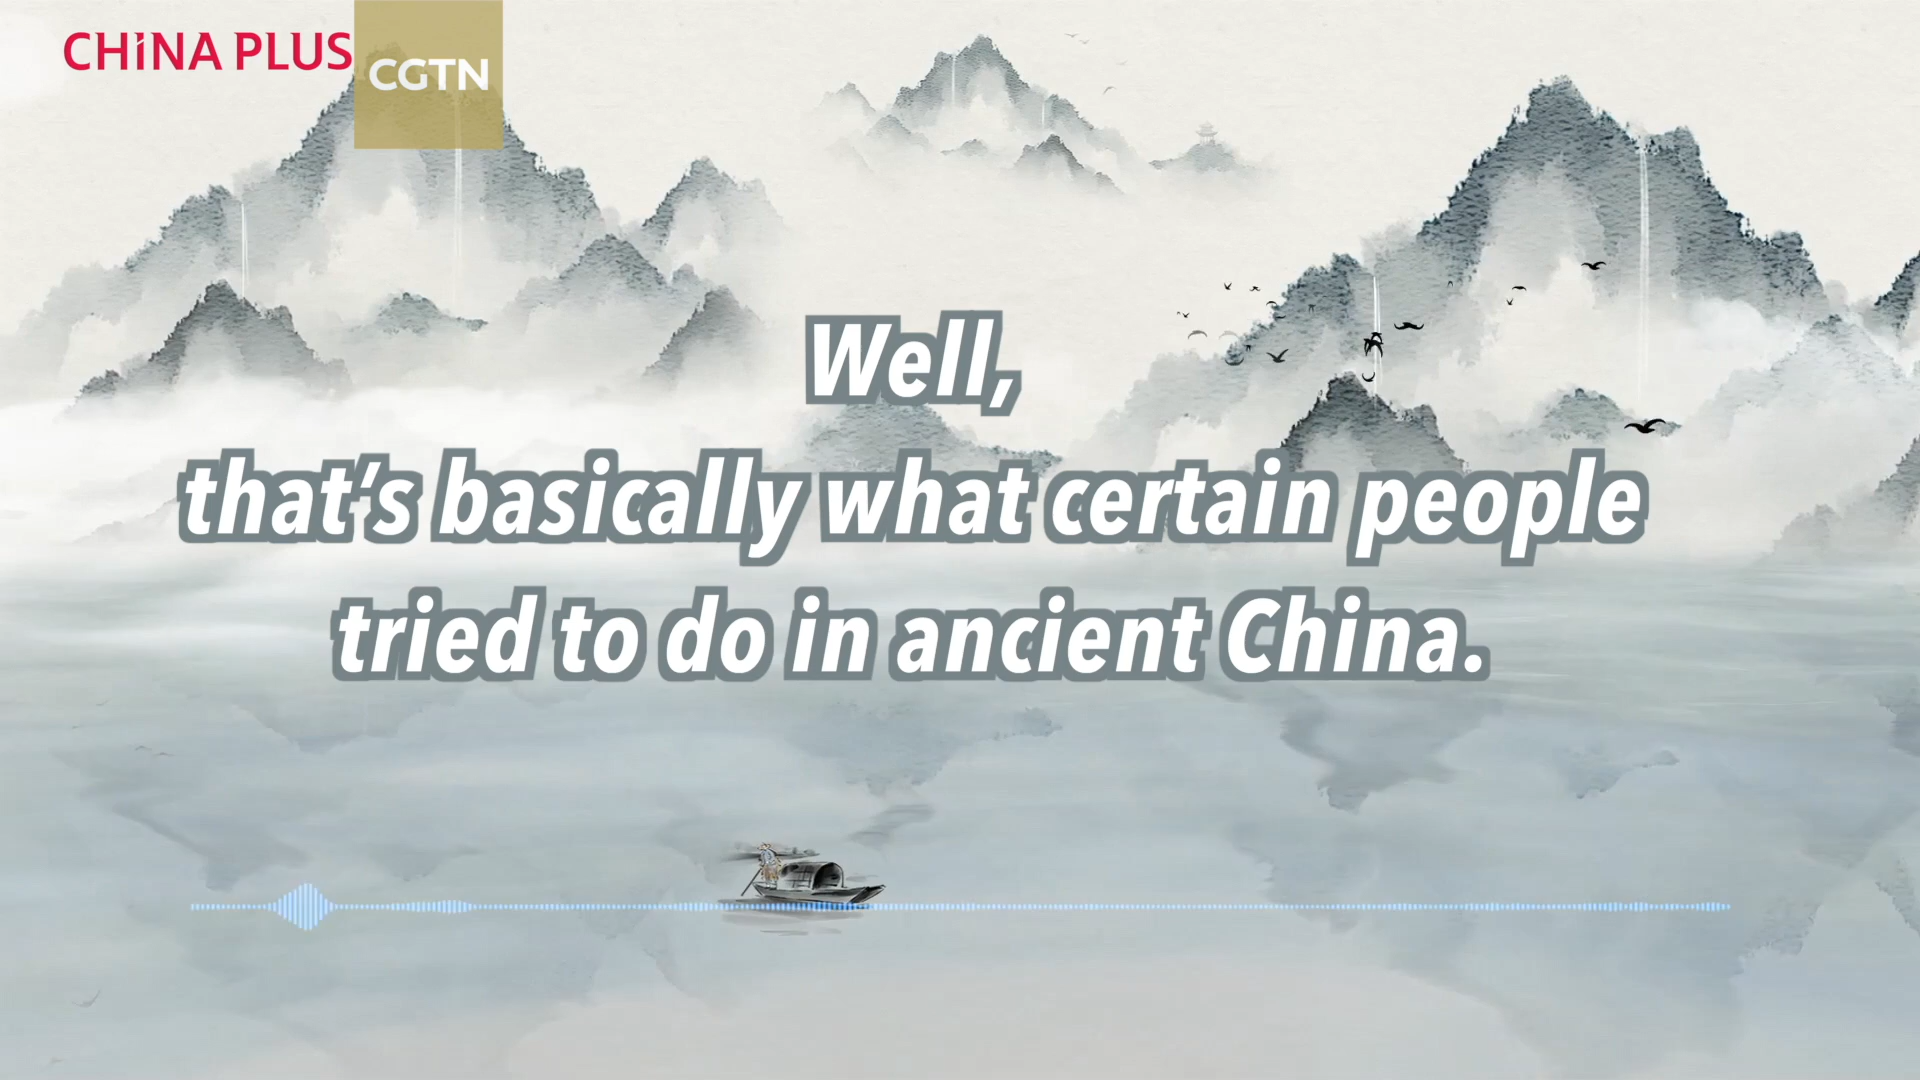 CHINA PLUS
CGTN
Well,
that's basically what certain people
tried to do in ancient China.